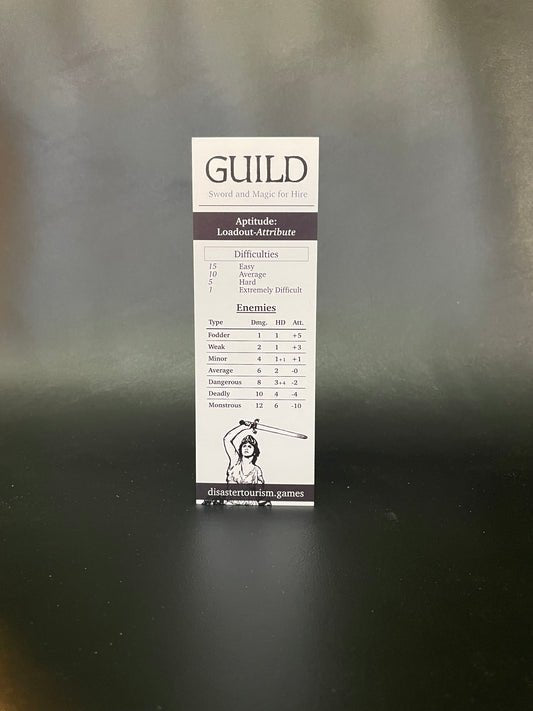 GUILD
Sword and Magic for Hire
Aptitude:
Loadout-Attribute
Difficulties
15 Easy
10 Average
5 Hard
1 Extremely Difficult
Enemies
Type Dmg. HD Att.
Fodder 1 1 +5
Weak 2 1 +3
Minor 4 1+1 +1
Average 6 2 -0
Dangerous 8 3+4 -2
Deadly 10 4 -4
Monstrous 12 6 -10
disastertourism.games